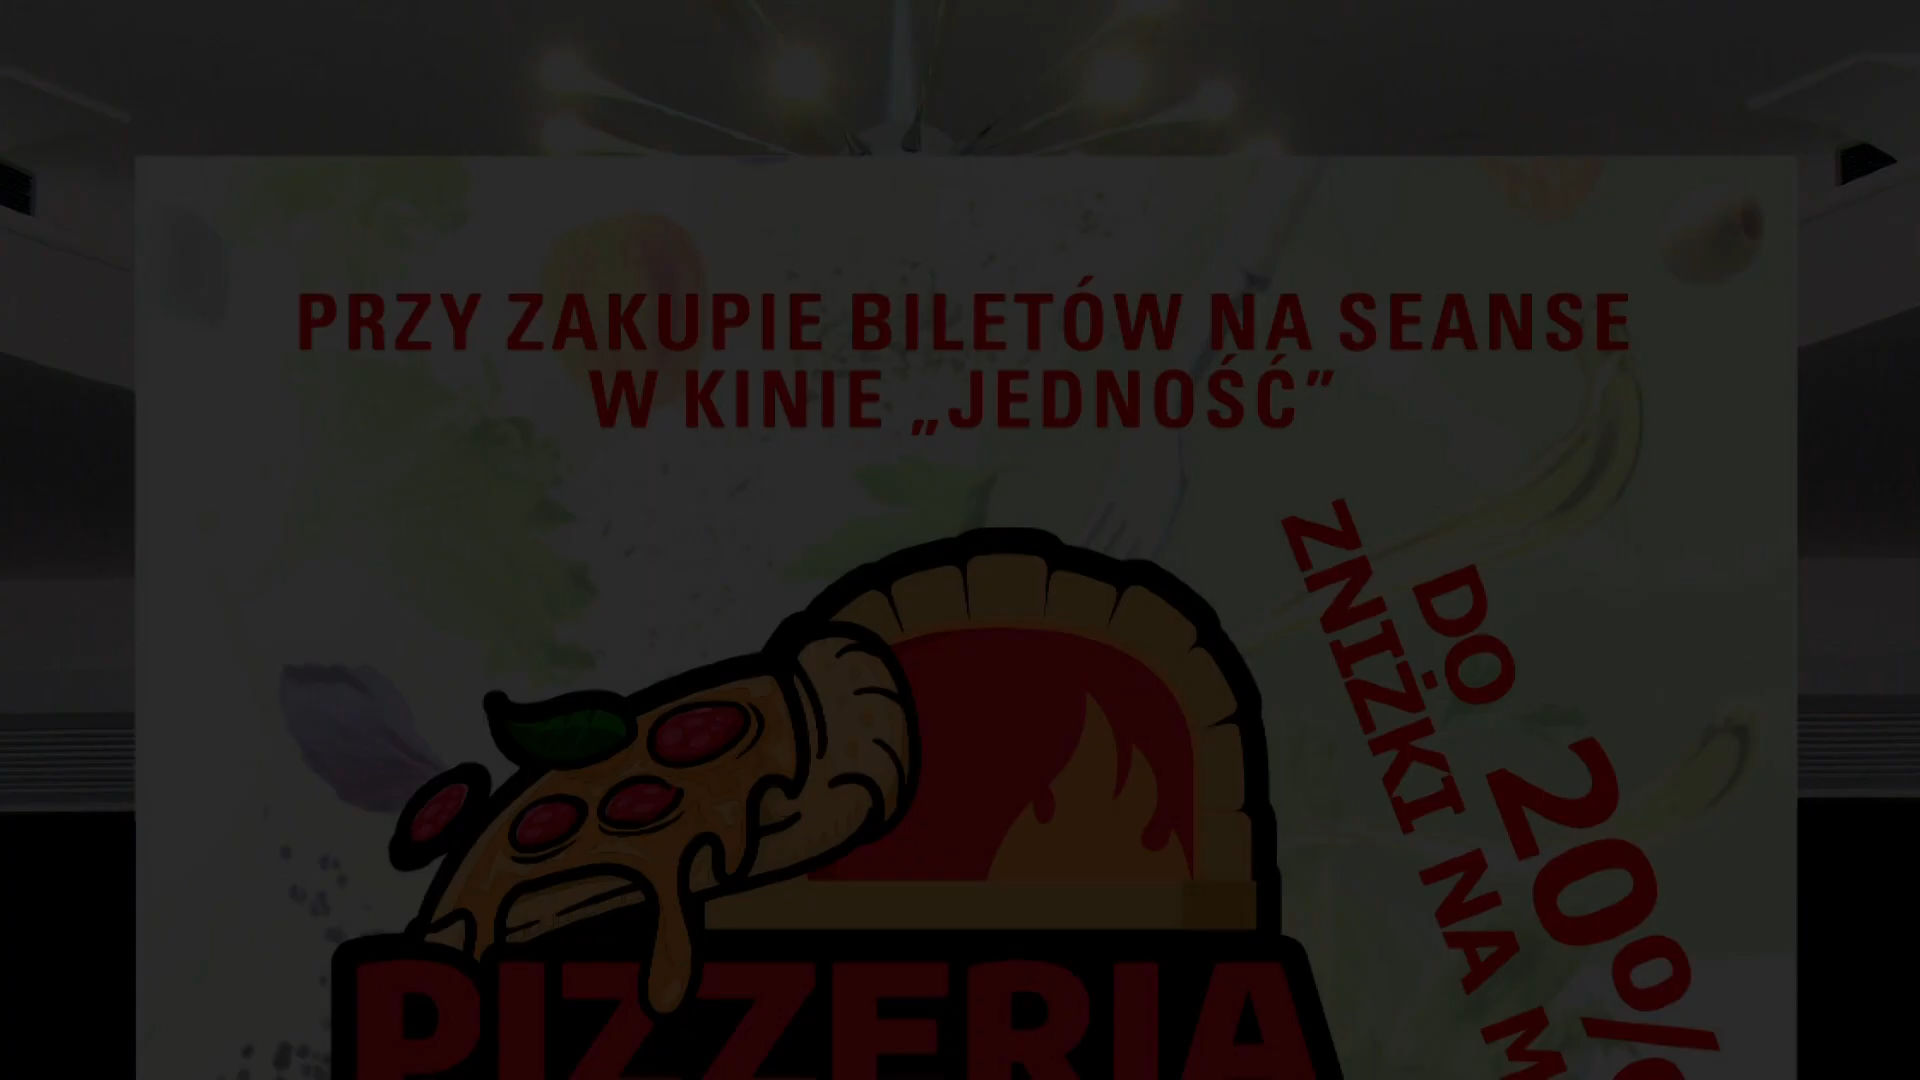 PRZY ZAKUPIE BILETÓW NA SEANSE
W KINIE „JEDNOŚĆ”
DO 20%
ZNIŻKI NA
PIZZERIA